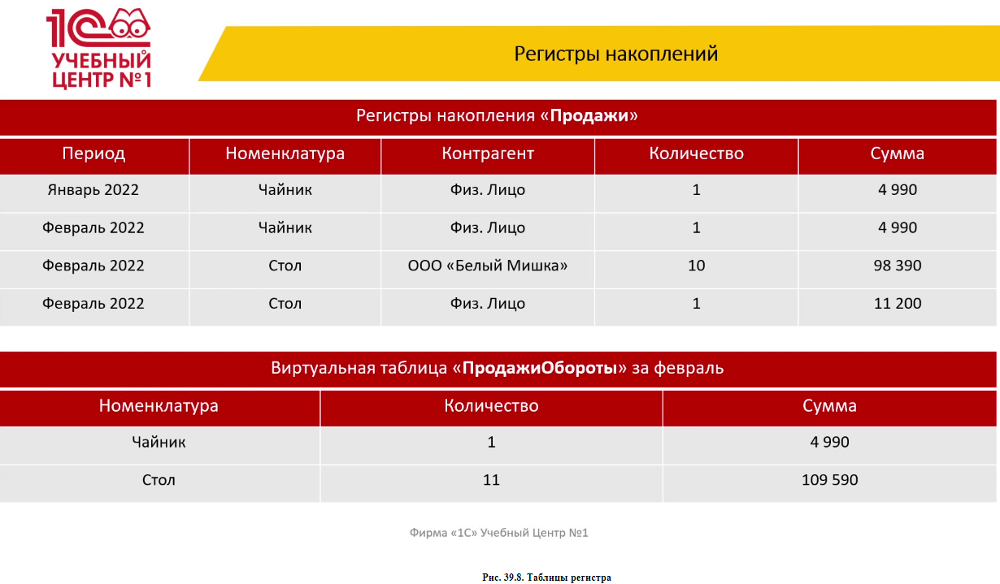 1С
УЧЕБНЫЙ
ЦЕНТР №1
Регистры накоплений
Регистры накопления «Продажи»
Период Номенклатура Контрагент Количество Сумма
Январь 2022 Чайник Физ. Лицо 1 4 990
Февраль 2022 Чайник Физ. Лицо 1 4 990
Февраль 2022 Стол ООО «Белый Мишка» 10 98 390
Февраль 2022 Стол Физ. Лицо 1 11 200
Виртуальная таблица «ПродажиОбороты» за февраль
Номенклатура Количество Сумма
Чайник 1 4 990
Стол 11 109 590
Фирма «1С» Учебный Центр №1
Рис. 39.8. Таблицы регистра